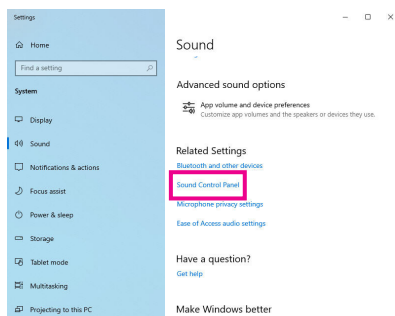 Settings
Home
Find a setting
System
Display
Sound
Notifications & actions
Focus assist
Power & sleep
Storage
Tablet mode
Multitasking
Projecting to this PC
Sound
Advanced sound options
App volume and device preferences
Customize app volumes and the speakers or devices they use.
Related Settings
Bluetooth and other devices
Sound Control Panel
Microphone privacy settings
Ease of Access audio settings
Have a question?
Get help
Make Windows better